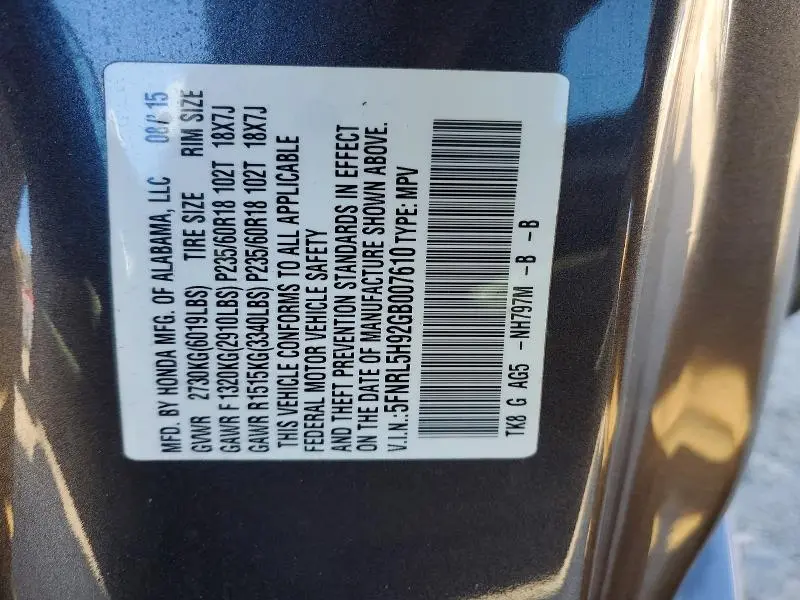 MFD. BY HONDA MFG. OF ALABAMA, LLC 08/15
GVWR 2730KG(6019LBS) TIRE SIZE RIM SIZE
GAWR F 1320KG(2910LBS) P235/60R18 102T 18X7J
GAWR R1515KG(3340LBS) P235/60R18 102T 18X7J
THIS VEHICLE CONFORMS TO ALL APPLICABLE
FEDERAL MOTOR VEHICLE SAFETY
AND THEFT PREVENTION STANDARDS IN EFFECT
ON THE DATE OF MANUFACTURE SHOWN ABOVE.
V.I.N.:5FNRL5H92GB007610 TYPE: MPV
TK8 G AG5 -NH797M -B -B